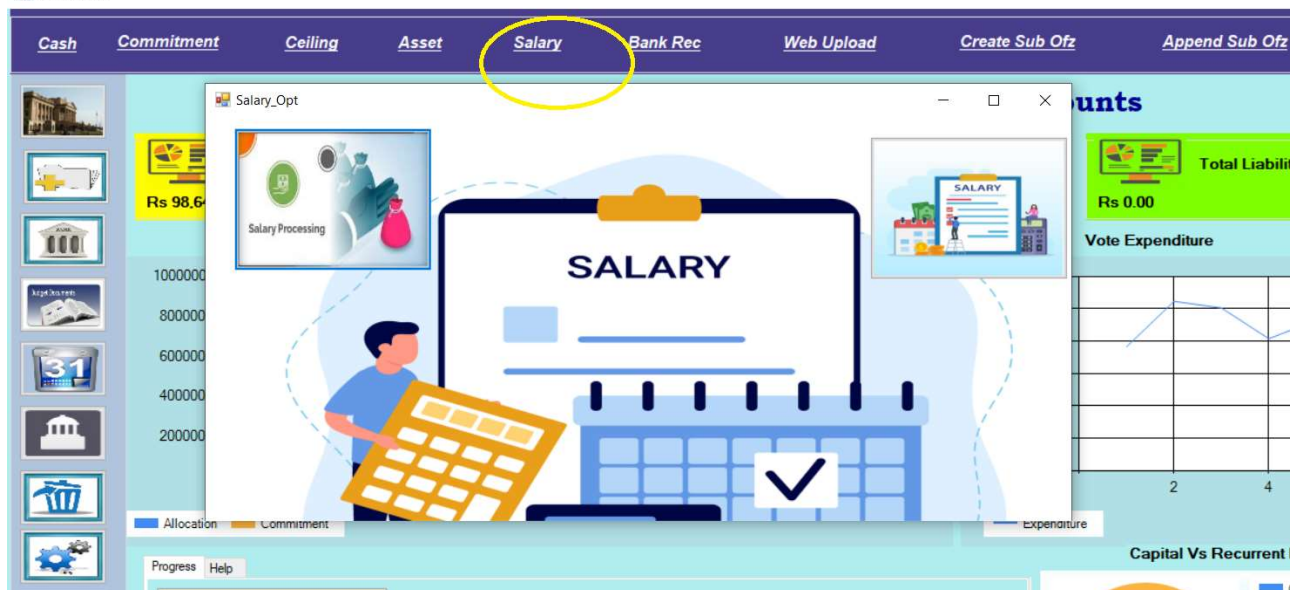 Cash Commitment Ceiling Asset Salary Bank Rec Web Upload Create Sub Ofz Append Sub Ofz
Salary_Opt
unts
Salary Processing
SALARY
SALARY
Rs 98,64
Total Liabilit
Rs 0.00
Vote Expenditure
1000000
800000
600000
400000
200000
31
2 4
Allocation Commitment
Expenditure
Capital Vs Recurrent
Progress Help